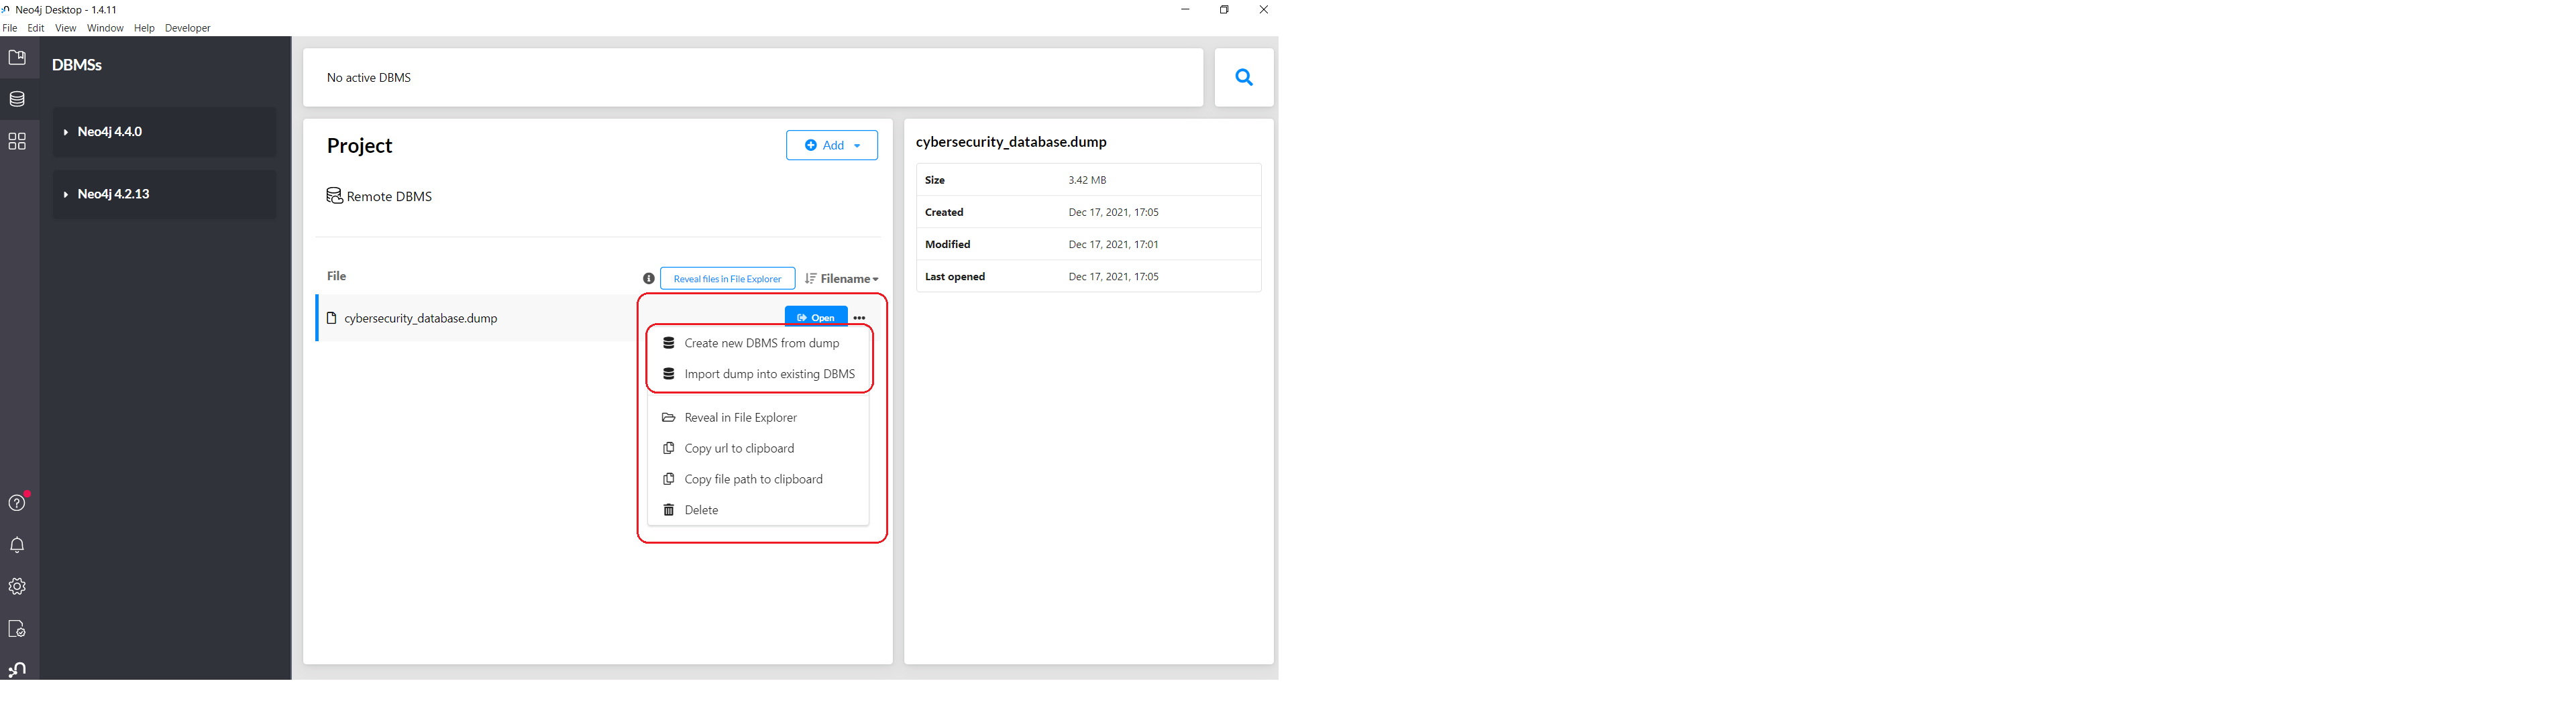 Neo4j Desktop - 1.4.11
File Edit View Window Help Developer
DBMSs
Neo4j 4.4.0
Neo4j 4.2.13
No active DBMS
Project
Add
Remote DBMS
File
Reveal files in File Explorer
Filename
cybersecurity_database.dump
Open
Create new DBMS from dump
Import dump into existing DBMS
Reveal in File Explorer
Copy url to clipboard
Copy file path to clipboard
Delete
cybersecurity_database.dump
Size 3.42 MB
Created Dec 17, 2021, 17:05
Modified Dec 17, 2021, 17:01
Last opened Dec 17, 2021, 17:05